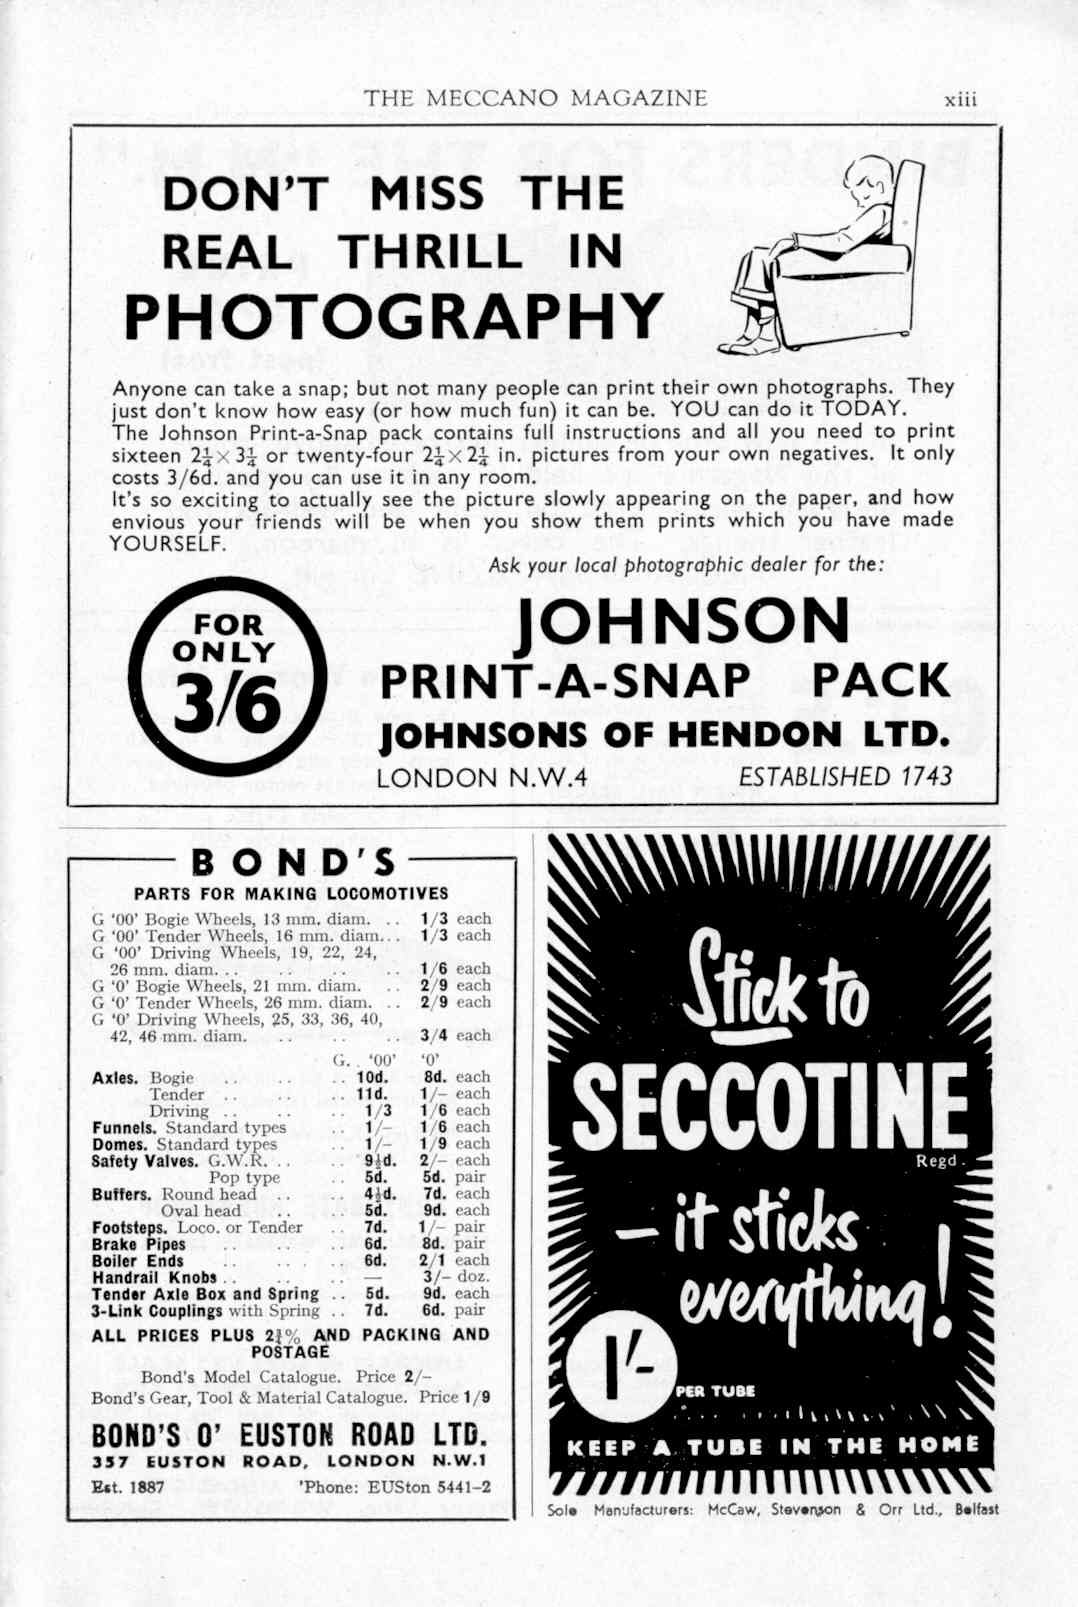 THE MECCANO MAGAZINE xiii
DON'T MISS THE
REAL THRILL IN
PHOTOGRAPHY
Anyone can take a snap; but not many people can print their own photographs. They
just don't know how easy (or how much fun) it can be. YOU can do it TODAY.
The Johnson Print-a-Snap pack contains full instructions and all you need to print
sixteen 2¼ × 3¼ or twenty-four 2¼ × 2¼ in. pictures from your own negatives. It only
costs 3/6d. and you can use it in any room.
It's so exciting to actually see the picture slowly appearing on the paper, and how
envious your friends will be when you show them prints which you have made
YOURSELF.
Ask your local photographic dealer for the:
FOR
ONLY
3/6
JOHNSON
PRINT-A-SNAP PACK
JOHNSONS OF HENDON LTD.
LONDON N.W.4 ESTABLISHED 1743
BOND'S
PARTS FOR MAKING LOCOMOTIVES
G '00' Bogie Wheels, 13 mm. diam. .. 1/3 each
G '00' Tender Wheels, 16 mm. diam... 1/3 each
G '00' Driving Wheels, 19, 22, 24,
26 mm. diam. .. .. .. .. 1/6 each
G '0' Bogie Wheels, 21 mm. diam. .. 2/9 each
G '0' Tender Wheels, 26 mm. diam. .. 2/9 each
G '0' Driving Wheels, 25, 33, 36, 40,
42, 46 mm. diam. .. .. .. 3/4 each
G. . '00' '0'
Axles. Bogie .. .. .. 10d. 8d. each
Tender .. .. .. 11d. 1/- each
Driving .. .. .. 1/3 1/6 each
Funnels. Standard types .. 1/- 1/6 each
Domes. Standard types .. 1/- 1/9 each
Safety Valves. G.W.R. .. .. 9½d. 2/- each
Pop type .. 5d. 5d. pair
Buffers. Round head .. .. 4½d. 7d. each
Oval head .. .. 5d. 9d. each
Footsteps. Loco. or Tender .. 7d. 1/- pair
Brake Pipes .. .. .. 6d. 8d. pair
Boiler Ends .. .. .. 6d. 2/1 each
Handrail Knobs .. .. .. — 3/- doz.
Tender Axle Box and Spring .. 5d. 9d. each
3-Link Couplings with Spring .. 7d. 6d. pair
ALL PRICES PLUS 2½% AND PACKING AND
POSTAGE
Bond's Model Catalogue. Price 2/-
Bond's Gear, Tool & Material Catalogue. Price 1/9
BOND'S O' EUSTON ROAD LTD.
357 EUSTON ROAD, LONDON N.W.1
Est. 1887 'Phone: EUSton 5441-2
Stick to
SECCOTINE
Regd.
— it sticks
everything!
1/-
PER TUBE
KEEP A TUBE IN THE HOME
Sole Manufacturers: McCaw, Stevenson & Orr Ltd., Belfast